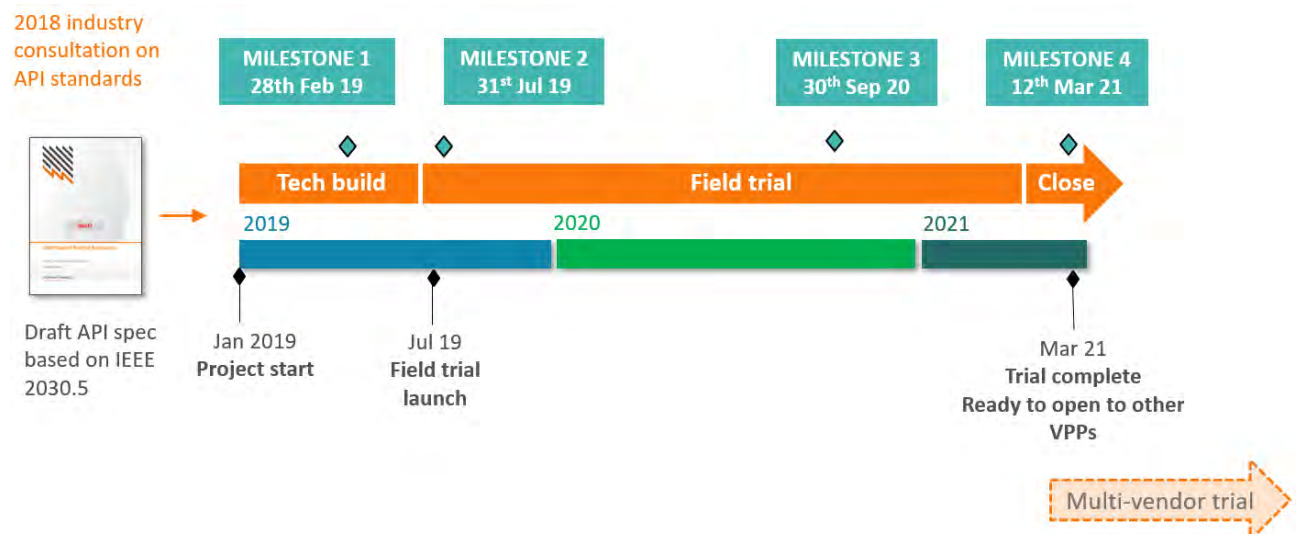 2018 industry
consultation on
API standards
MILESTONE 1
28th Feb 19
MILESTONE 2
31st Jul 19
MILESTONE 3
30th Sep 20
MILESTONE 4
12th Mar 21
Tech build
Field trial
Close
2019
2020
2021
Draft API spec
based on IEEE
2030.5
Jan 2019
Project start
Jul 19
Field trial
launch
Mar 21
Trial complete
Ready to open to other
VPPs
Multi-vendor trial